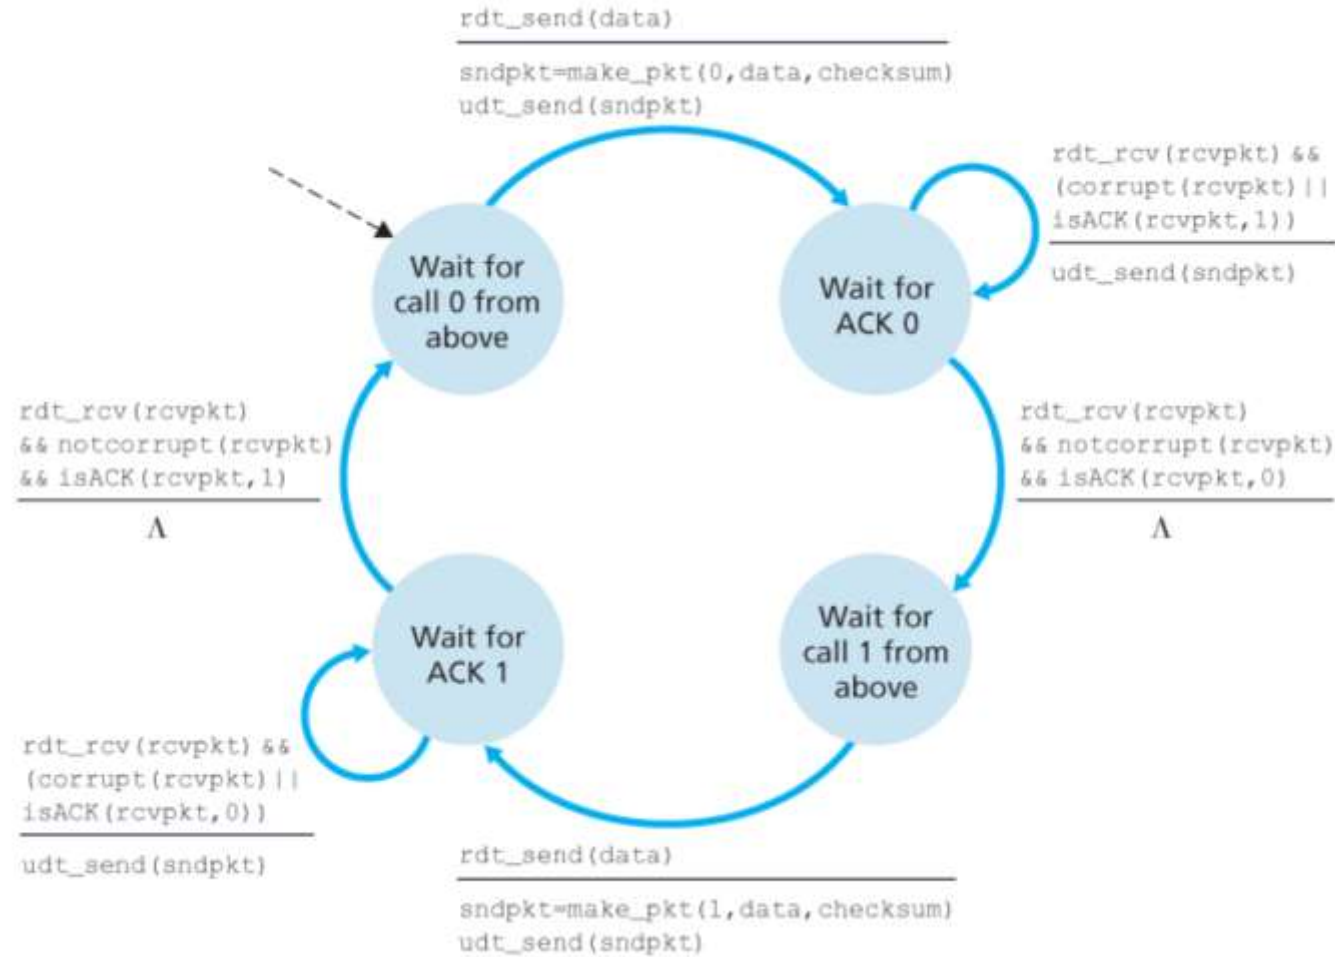 rdt_send(data)
sndpkt=make_pkt(0,data,checksum)
udt_send(sndpkt)
rdt_rcv(rcvpkt) &&
(corrupt(rcvpkt)||
isACK(rcvpkt,1))
udt_send(sndpkt)
Wait for
call 0 from
above
Wait for
ACK 0
rdt_rcv(rcvpkt)
&& notcorrupt(rcvpkt)
&& isACK(rcvpkt,1)
Λ
rdt_rcv(rcvpkt)
&& notcorrupt(rcvpkt)
&& isACK(rcvpkt,0)
Λ
Wait for
ACK 1
Wait for
call 1 from
above
rdt_rcv(rcvpkt) &&
(corrupt(rcvpkt)||
isACK(rcvpkt,0))
udt_send(sndpkt)
rdt_send(data)
sndpkt=make_pkt(1,data,checksum)
udt_send(sndpkt)